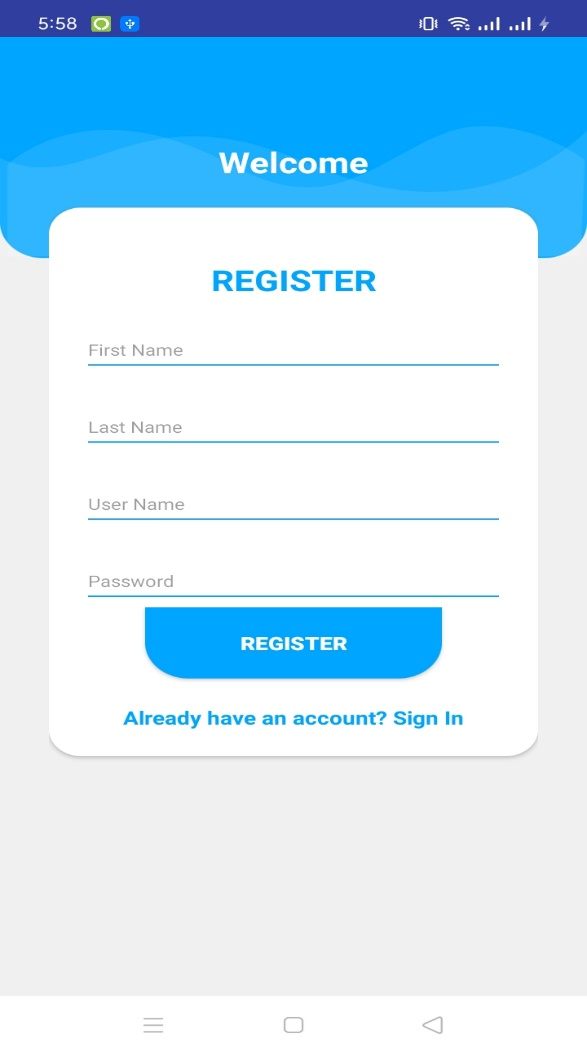 5:58
Welcome
REGISTER
First Name
Last Name
User Name
Password
REGISTER
Already have an account? Sign In